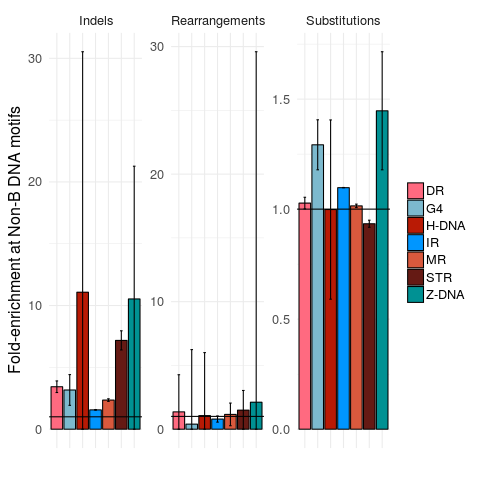 Indels
Rearrangements
Substitutions
Fold-enrichment at Non-B DNA motifs
30
20
10
0
30
20
10
0
1.5
1.0
0.5
0.0
DR
G4
H-DNA
IR
MR
STR
Z-DNA